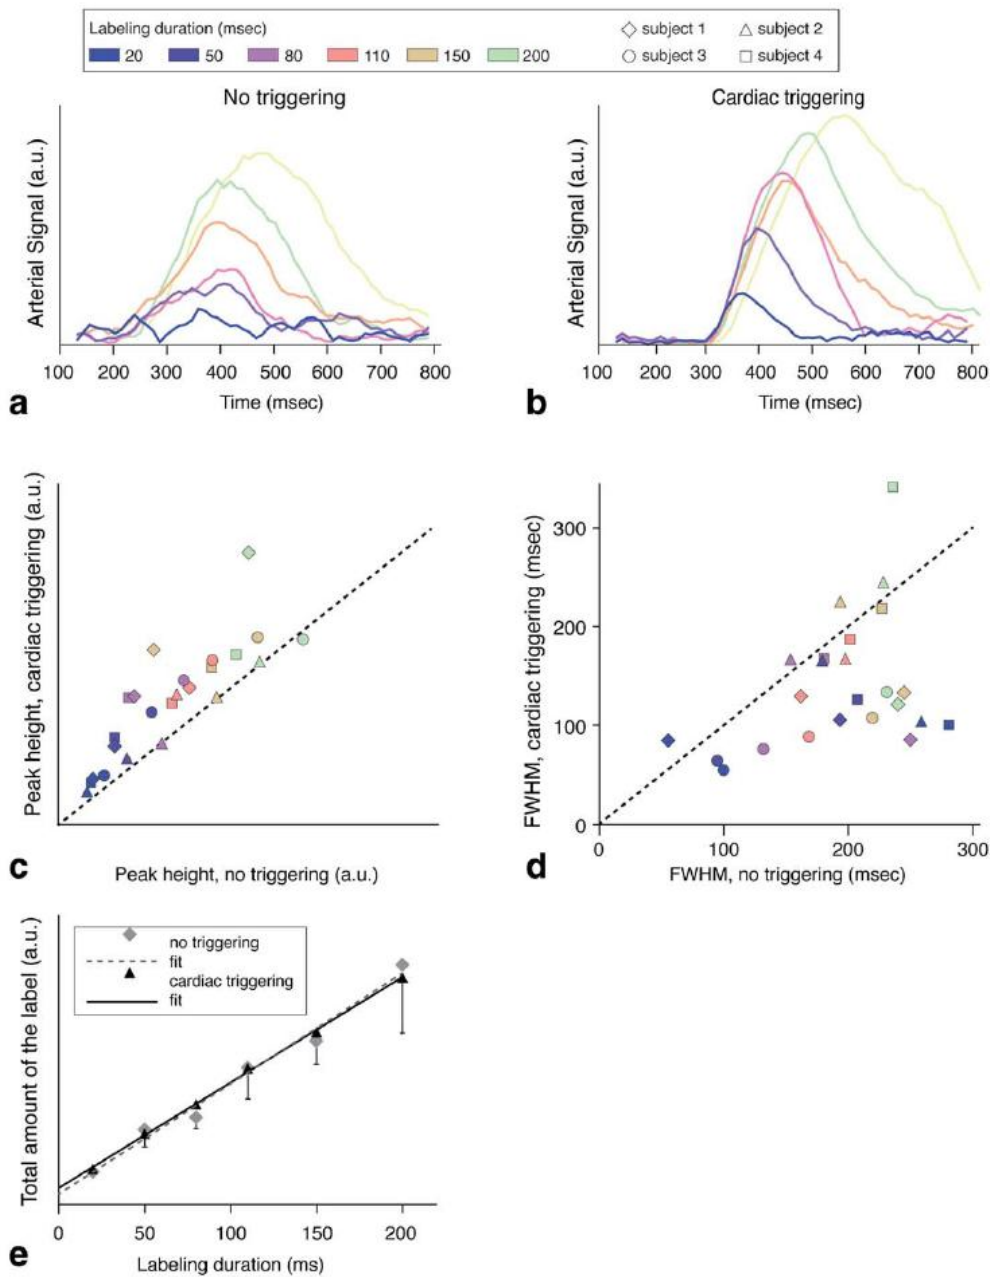 Labeling duration (msec)
20 50 80 110 150 200
subject 1 subject 2
subject 3 subject 4
No triggering
Arterial Signal (a.u.)
100 200 300 400 500 600 700 800
Time (msec)
a
Cardiac triggering
Arterial Signal (a.u.)
100 200 300 400 500 600 700 800
Time (msec)
b
Peak height, cardiac triggering (a.u.)
Peak height, no triggering (a.u.)
c
FWHM, cardiac triggering (msec)
300
200
100
0
0 100 200 300
FWHM, no triggering (msec)
d
Total amount of the label (a.u.)
no triggering
fit
cardiac triggering
fit
0 50 100 150 200
Labeling duration (ms)
e